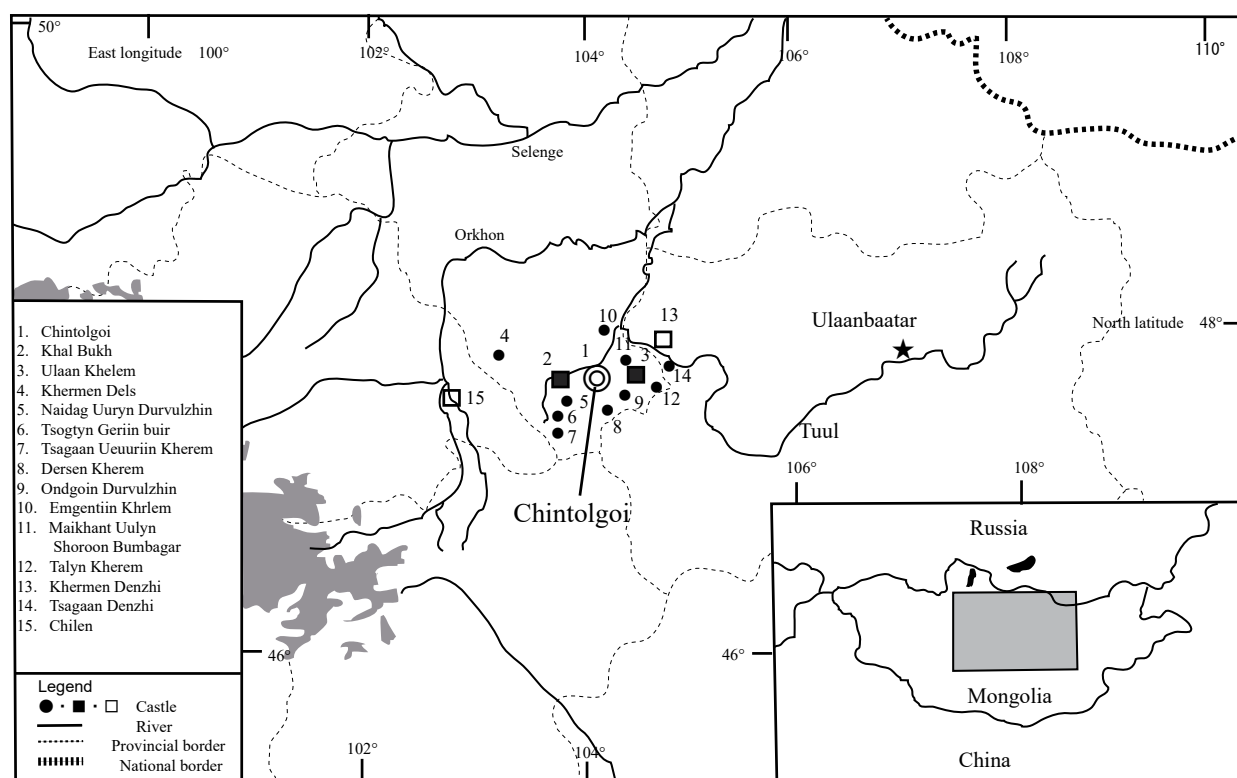 50°
East longitude 100°
102°
104°
106°
108°
110°
Selenge
Orkhon
10
13
Ulaanbaatar
North latitude 48°
4
1
11
3
2
14
15
5
12
9
6
8
7
Tuul
Chintolgoi
1. Chintolgoi
2. Khal Bukh
3. Ulaan Khelem
4. Khermen Dels
5. Naidag Uuryn Durvulzhin
6. Tsogtyn Geriin buir
7. Tsagaan Ueuuriin Kherem
8. Dersen Kherem
9. Ondgoin Durvulzhin
10. Emgentiin Khrlem
11. Maikhant Uulyn
Shoroon Bumbagar
12. Talyn Kherem
13. Khermen Denzhi
14. Tsagaan Denzhi
15. Chilen
46°
46°
Legend
Castle
River
Provincial border
National border
102°
104°
106°
108°
Russia
Mongolia
China